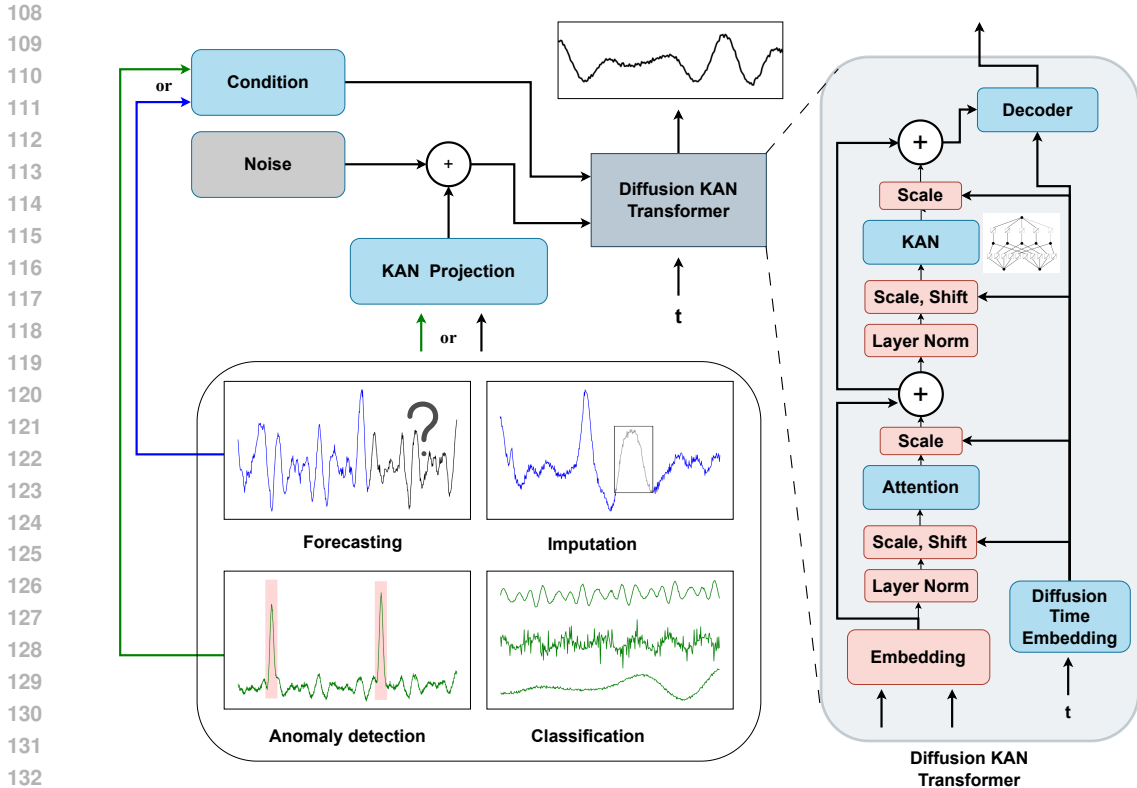 108
109
110
111
112
113
114
115
116
117
118
119
120
121
122
123
124
125
126
127
128
129
130
131
132
or
Condition
Noise
+
KAN Projection
or
Diffusion KAN
Transformer
t
?
Forecasting
Imputation
Anomaly detection
Classification
Decoder
+
Scale
KAN
Scale, Shift
Layer Norm
+
Scale
Attention
Scale, Shift
Layer Norm
Embedding
Diffusion
Time
Embedding
t
Diffusion KAN
Transformer